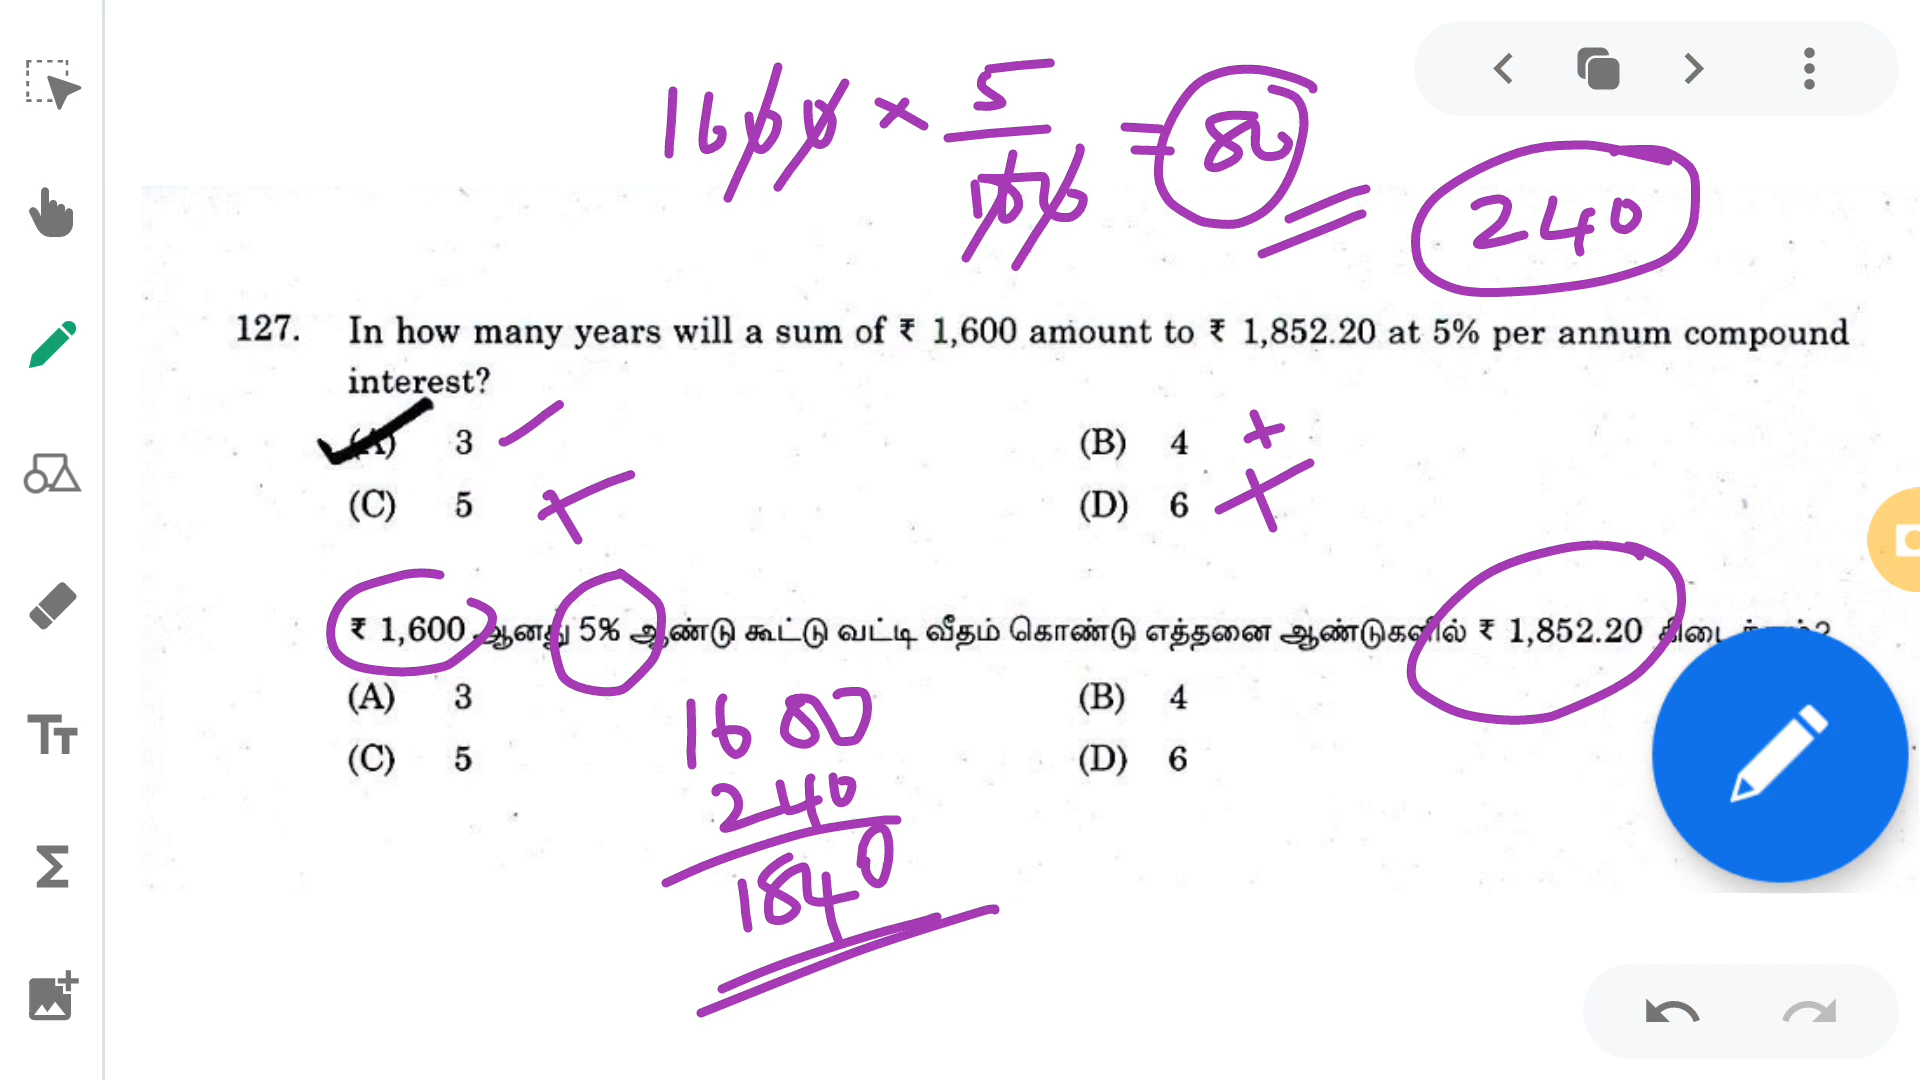 1600 × 5/100 = 80
240
127. In how many years will a sum of ₹ 1,600 amount to ₹ 1,852.20 at 5% per annum compound
interest?
(A) 3 (B) 4
(C) 5 (D) 6
₹ 1,600 ஆனது 5% ஆண்டு கூட்டு வட்டி வீதம் கொண்டு எத்தனை ஆண்டுகளில் ₹ 1,852.20
(A) 3 (B) 4
(C) 5 (D) 6
1600
240
1840
Tт
Σ